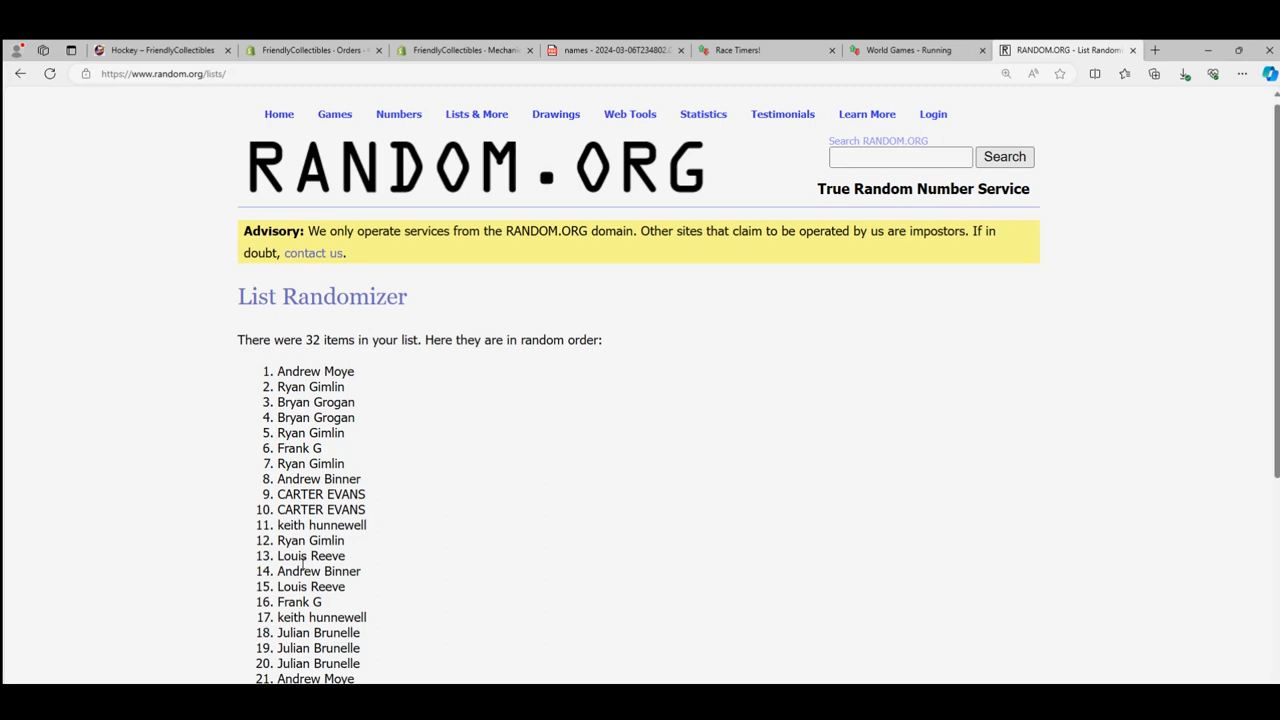 Hockey – FriendlyCollectibles
FriendlyCollectibles · Orders ·
FriendlyCollectibles · Mechani
names - 2024-03-06T234802.
Race Timers!
World Games - Running
RANDOM.ORG - List Random
https://www.random.org/lists/
Home Games Numbers Lists & More Drawings Web Tools Statistics Testimonials Learn More Login
RANDOM.ORG
Search RANDOM.ORG
Search
True Random Number Service
Advisory: We only operate services from the RANDOM.ORG domain. Other sites that claim to be operated by us are impostors. If in
doubt, contact us.
List Randomizer
There were 32 items in your list. Here they are in random order:
1. Andrew Moye
2. Ryan Gimlin
3. Bryan Grogan
4. Bryan Grogan
5. Ryan Gimlin
6. Frank G
7. Ryan Gimlin
8. Andrew Binner
9. CARTER EVANS
10. CARTER EVANS
11. keith hunnewell
12. Ryan Gimlin
13. Louis Reeve
14. Andrew Binner
15. Louis Reeve
16. Frank G
17. keith hunnewell
18. Julian Brunelle
19. Julian Brunelle
20. Julian Brunelle
21. Andrew Moye